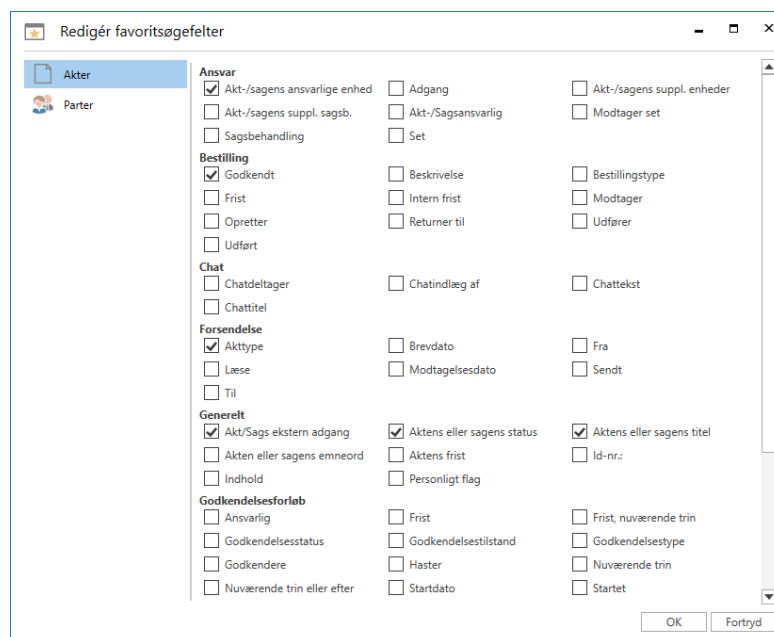 Redigér favoritsøgefelter
Akter
Parter
Ansvar
Akt-/sagens ansvarlige enhed Adgang Akt-/sagens suppl. enheder
Akt-/sagens suppl. sagsb. Akt-/Sagsansvarlig Modtager set
Sagsbehandling Set
Bestilling
Godkendt Beskrivelse Bestillingstype
Frist Intern frist Modtager
Opretter Returner til Udfører
Udført
Chat
Chatdeltager Chatindlæg af Chattekst
Chattitel
Forsendelse
Akttype Brevdato Fra
Læse Modtagelsesdato Sendt
Til
Generelt
Akt/Sags ekstern adgang Aktens eller sagens status Aktens eller sagens titel
Akten eller sagens emneord Aktens frist Id-nr.:
Indhold Personligt flag
Godkendelsesforløb
Ansvarlig Frist Frist, nuværende trin
Godkendelsesstatus Godkendelsestilstand Godkendelsestype
Godkendere Haster Nuværende trin
Nuværende trin eller efter Startdato Startet
OK Fortryd